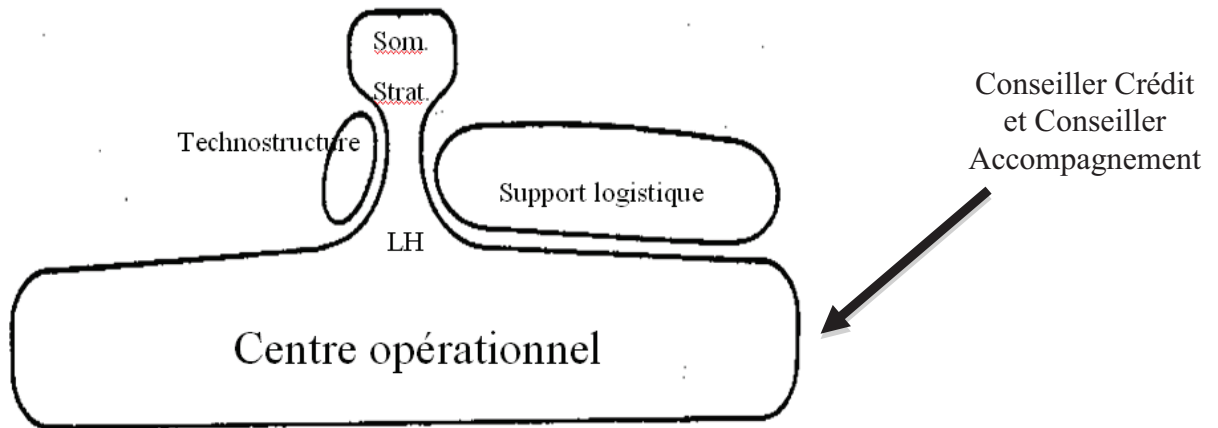 Som.
Strat.
Technostructure
Support logistique
LH
Centre opérationnel
Conseiller Crédit
et Conseiller
Accompagnement